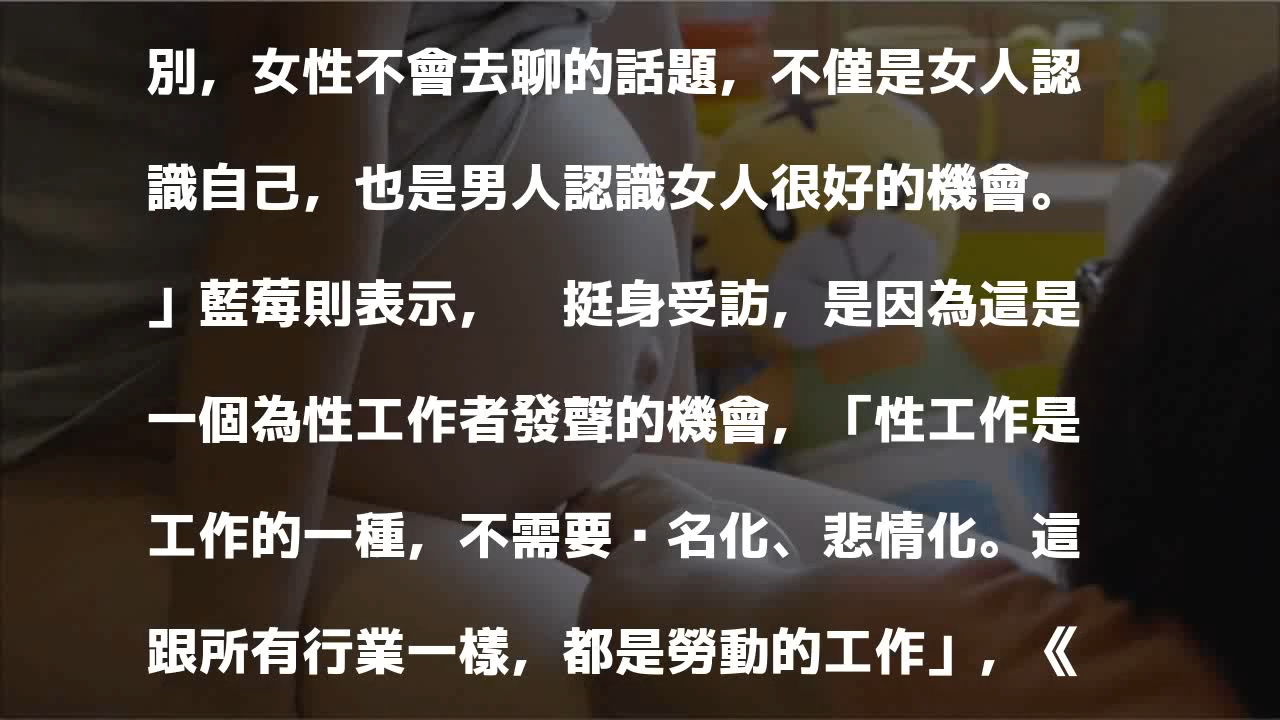 別，女性不會去聊的話題，不僅是女人認
識自己，也是男人認識女人很好的機會。
」藍莓則表示，　挺身受訪，是因為這是
一個為性工作者發聲的機會，「性工作是
工作的一種，不需要▪名化、悲情化。這
跟所有行業一樣，都是勞動的工作」，《